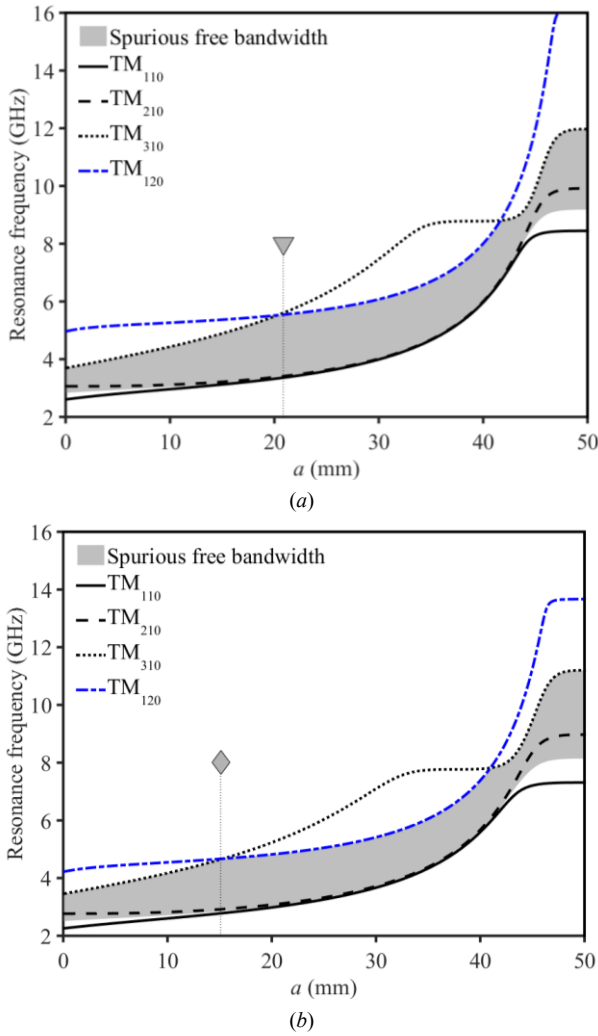 16
14
12
10
8
6
4
2
Resonance frequency (GHz)
Spurious free bandwidth
TM110
TM210
TM310
TM120
0 10 20 30 40 50
a (mm)
(a)
16
14
12
10
8
6
4
2
Resonance frequency (GHz)
Spurious free bandwidth
TM110
TM210
TM310
TM120
0 10 20 30 40 50
a (mm)
(b)